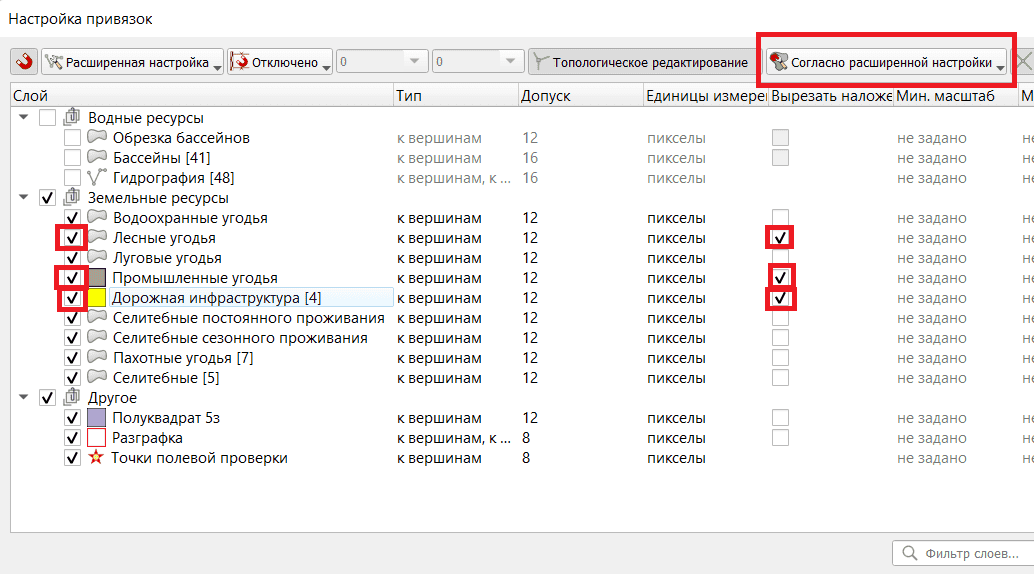 Настройка привязок
Расширенная настройка Отключено 0 0 Топологическое редактирование Согласно расширенной настройки
Слой Тип Допуск Единицы измерен Вырезать наложе Мин. масштаб М
Водные ресурсы
Обрезка бассейнов к вершинам 12 пикселы не задано не
Бассейны [41] к вершинам 16 пикселы не задано не
Гидрография [48] к вершинам, к ... 16 пикселы не задано не
Земельные ресурсы
Водоохранные угодья к вершинам 12 пикселы не задано не
Лесные угодья к вершинам 12 пикселы не задано не
Луговые угодья к вершинам 12 пикселы не задано не
Промышленные угодья к вершинам 12 пикселы не задано не
Дорожная инфраструктура [4] к вершинам 12 пикселы не задано не
Селитебные постоянного проживания к вершинам 12 пикселы не задано не
Селитебные сезонного проживания к вершинам 12 пикселы не задано не
Пахотные угодья [7] к вершинам 12 пикселы не задано не
Селитебные [5] к вершинам 12 пикселы не задано не
Другое
Полуквадрат 5з к вершинам 12 пикселы не задано не
Разграфка к вершинам, к ... 8 пикселы не задано не
Точки полевой проверки к вершинам 8 пикселы не задано не
Фильтр слоев...